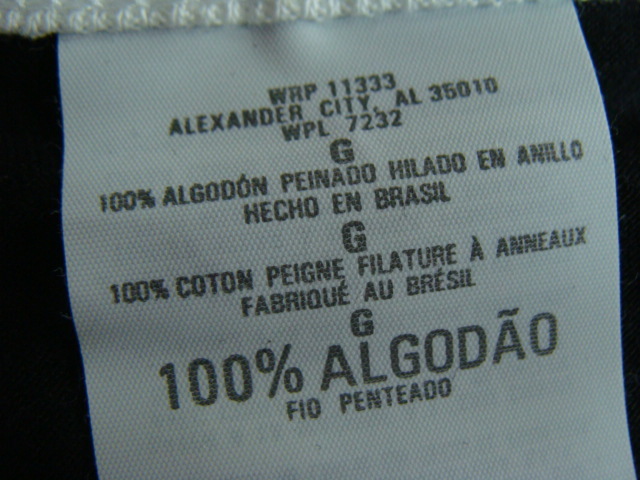 WRP 11333
ALEXANDER CITY, AL 35010
WPL 7232
G
100% ALGODÓN PEINADO HILADO EN ANILLO
HECHO EN BRASIL
G
100% COTON PEIGNE FILATURE À ANNEAUX
FABRIQUÉ AU BRÉSIL
G
100% ALGODÃO
FIO PENTEADO